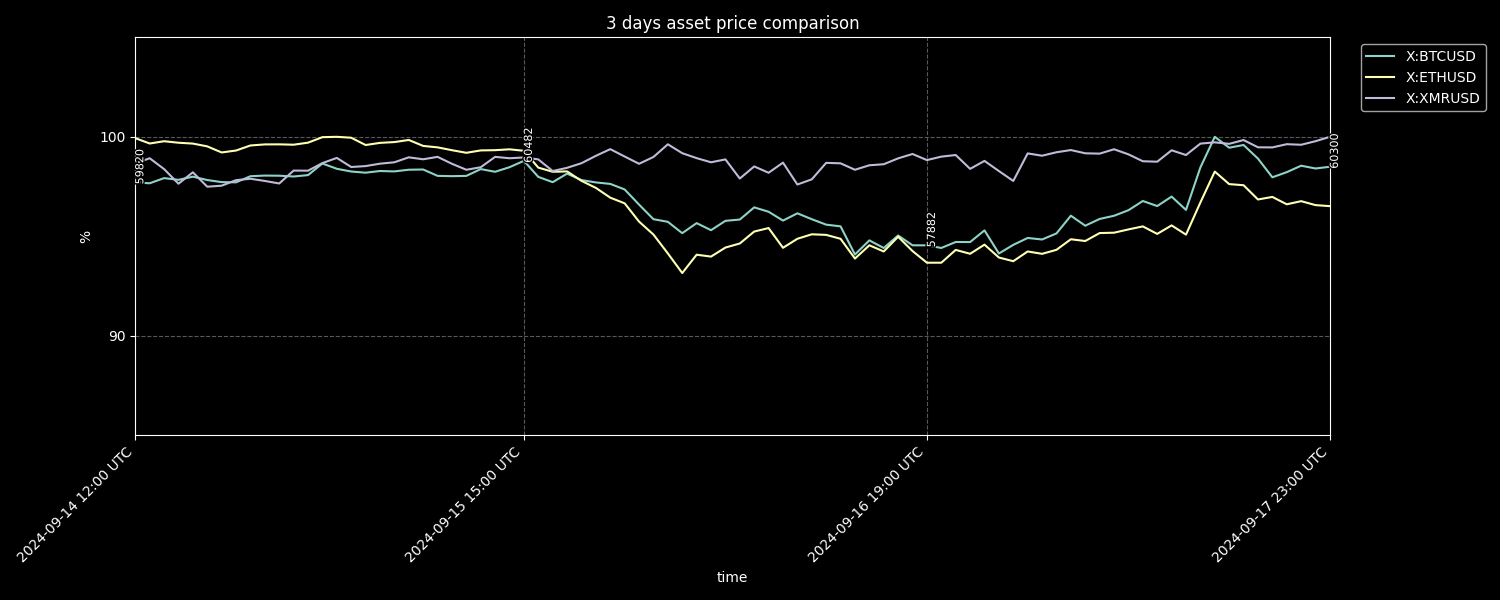 3 days asset price comparison
X:BTCUSD
X:ETHUSD
X:XMRUSD
100
90
%
59820
60482
57882
60300
2024-09-14 12:00 UTC
2024-09-15 15:00 UTC
2024-09-16 19:00 UTC
2024-09-17 23:00 UTC
time